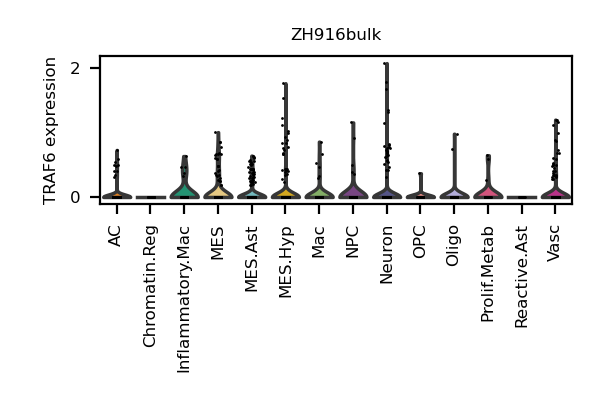 ZH916bulk
TRAF6 expression
2
0
AC
Chromatin.Reg
Inflammatory.Mac
MES
MES.Ast
MES.Hyp
Mac
NPC
Neuron
OPC
Oligo
Prolif.Metab
Reactive.Ast
Vasc